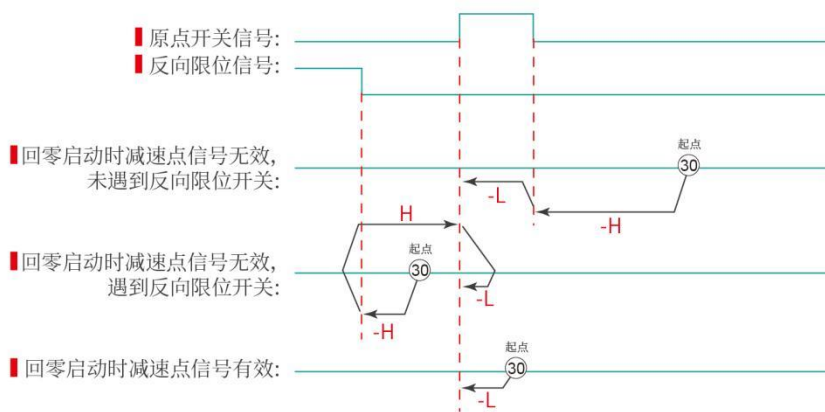 原点开关信号:
反向限位信号:
回零启动时减速点信号无效，
未遇到反向限位开关:
起点
30
-L
-H
H
回零启动时减速点信号无效，
遇到反向限位开关:
起点
30
-L
-H
回零启动时减速点信号有效:
起点
30
-L